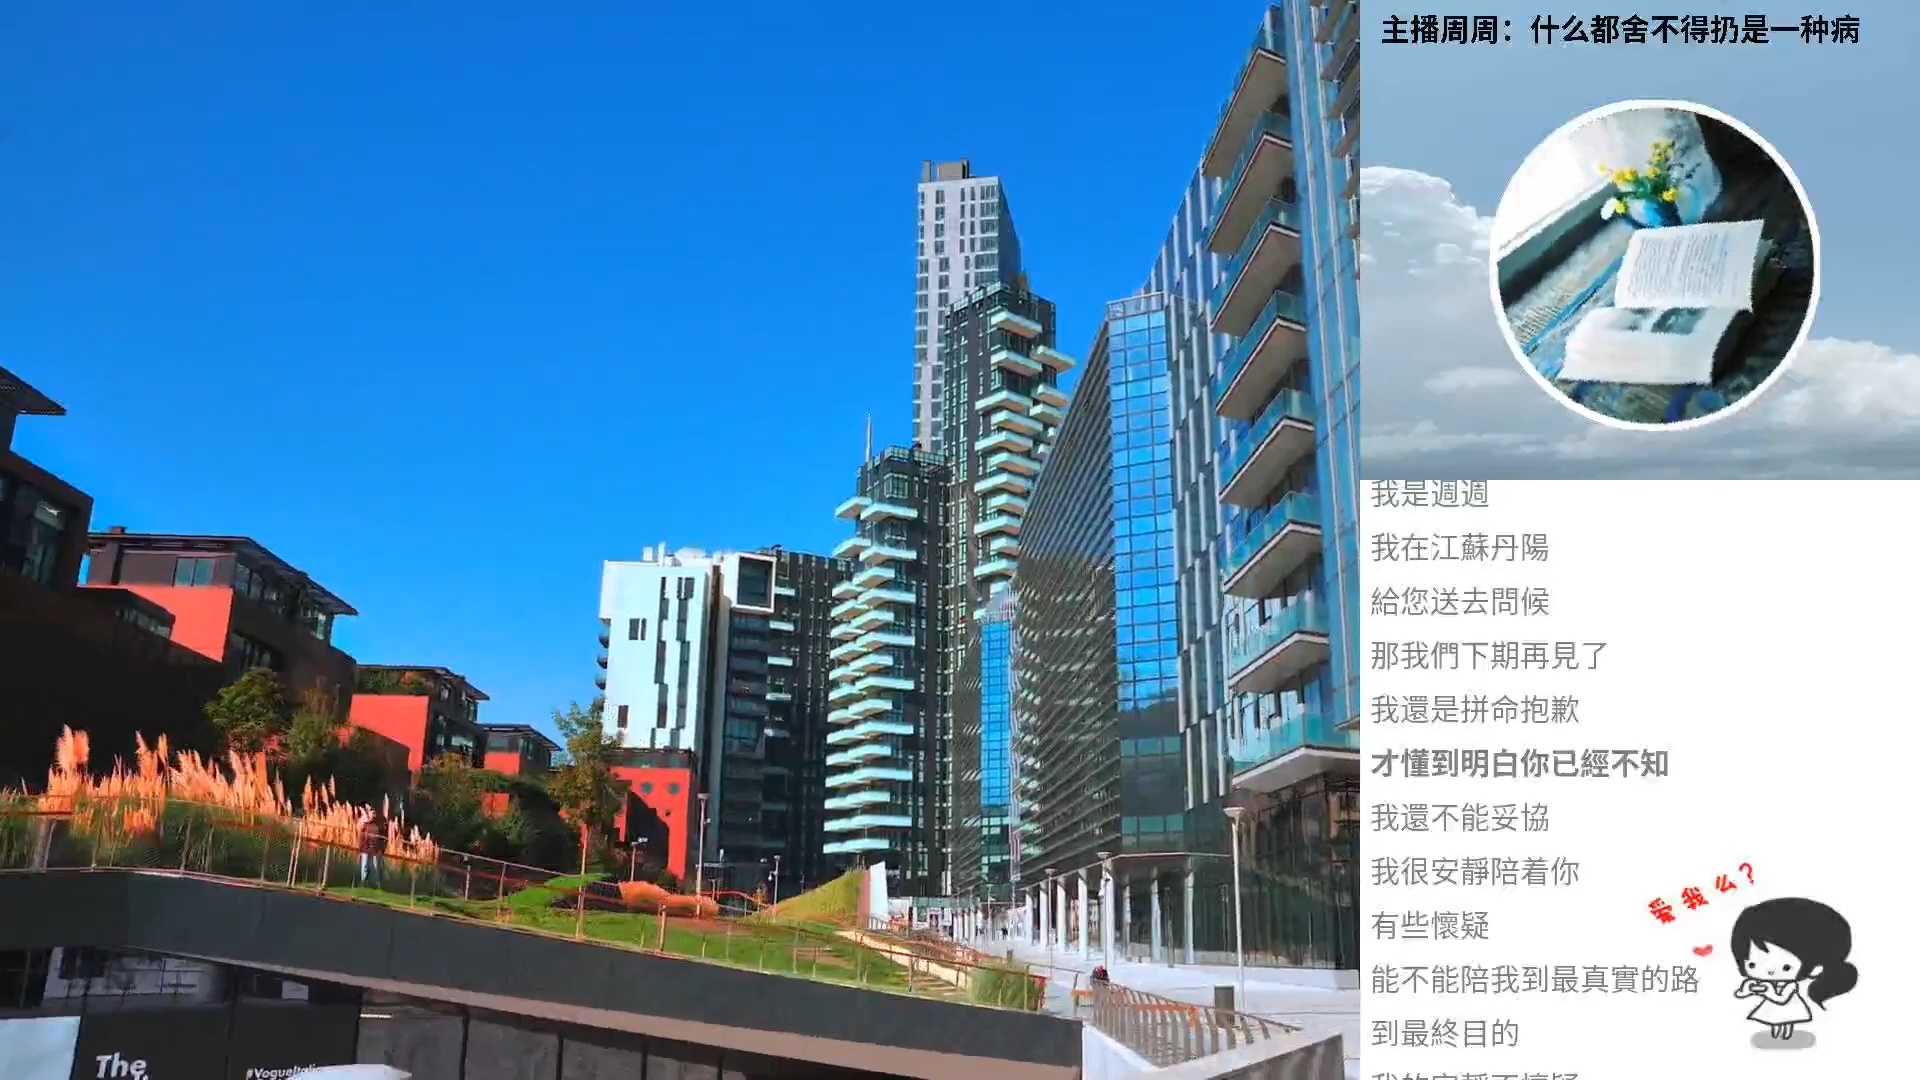 主播周周：什么都舍不得扔是一种病
我是週週
我在江蘇丹陽
給您送去問候
那我們下期再見了
我還是拼命抱歉
才懂到明白你已經不知
我還不能妥協
我很安靜陪着你
有些懷疑
能不能陪我到最真實的路
到最終目的
爱我么？
The
#VogueItalia